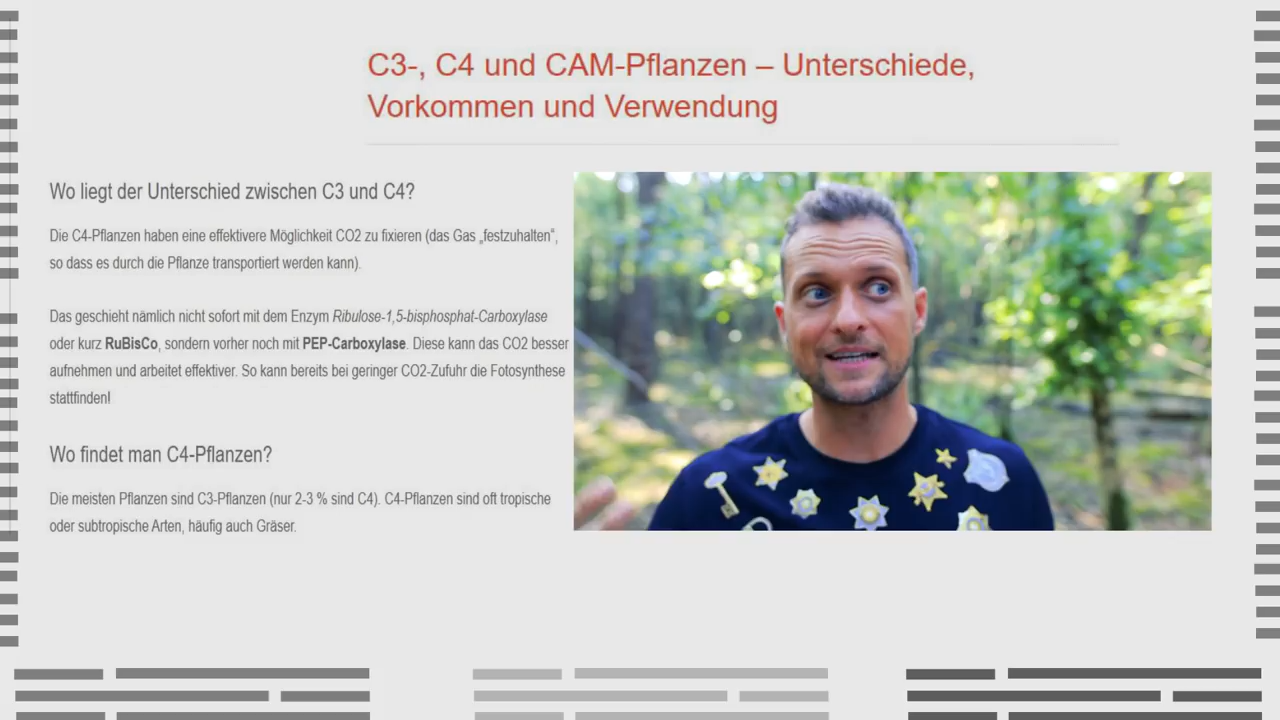 C3-, C4 und CAM-Pflanzen – Unterschiede,
Vorkommen und Verwendung
Wo liegt der Unterschied zwischen C3 und C4?
Die C4-Pflanzen haben eine effektivere Möglichkeit CO2 zu fixieren (das Gas „festzuhalten“,
so dass es durch die Pflanze transportiert werden kann).
Das geschieht nämlich nicht sofort mit dem Enzym Ribulose-1,5-bisphosphat-Carboxylase
oder kurz RuBisCo, sondern vorher noch mit PEP-Carboxylase. Diese kann das CO2 besser
aufnehmen und arbeitet effektiver. So kann bereits bei geringer CO2-Zufuhr die Fotosynthese
stattfinden!
Wo findet man C4-Pflanzen?
Die meisten Pflanzen sind C3-Pflanzen (nur 2-3 % sind C4). C4-Pflanzen sind oft tropische
oder subtropische Arten, häufig auch Gräser.